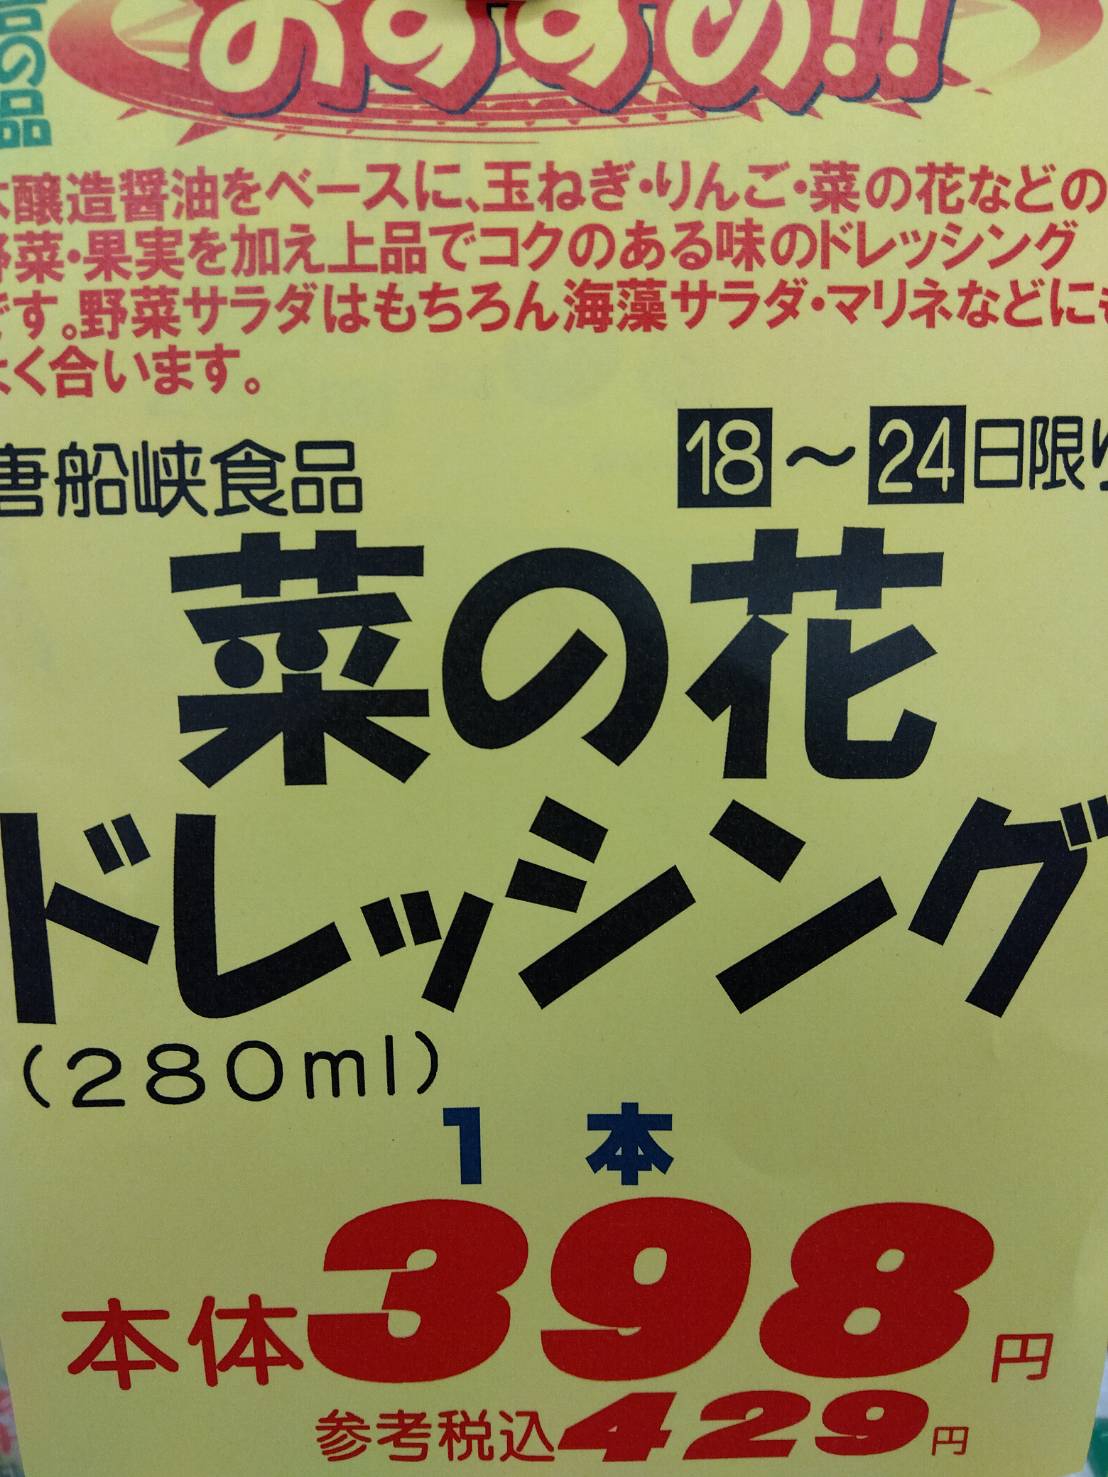 おすすめ!!
の品
本醸造醤油をベースに、玉ねぎ・りんご・菜の花などの
野菜・果実を加え上品でコクのある味のドレッシング
です。野菜サラダはもちろん海藻サラダ・マリネなどにも
よく合います。
唐船峡食品
18～24日限り
菜の花
ドレッシング
(280ml)
1本
本体398円
参考税込429円